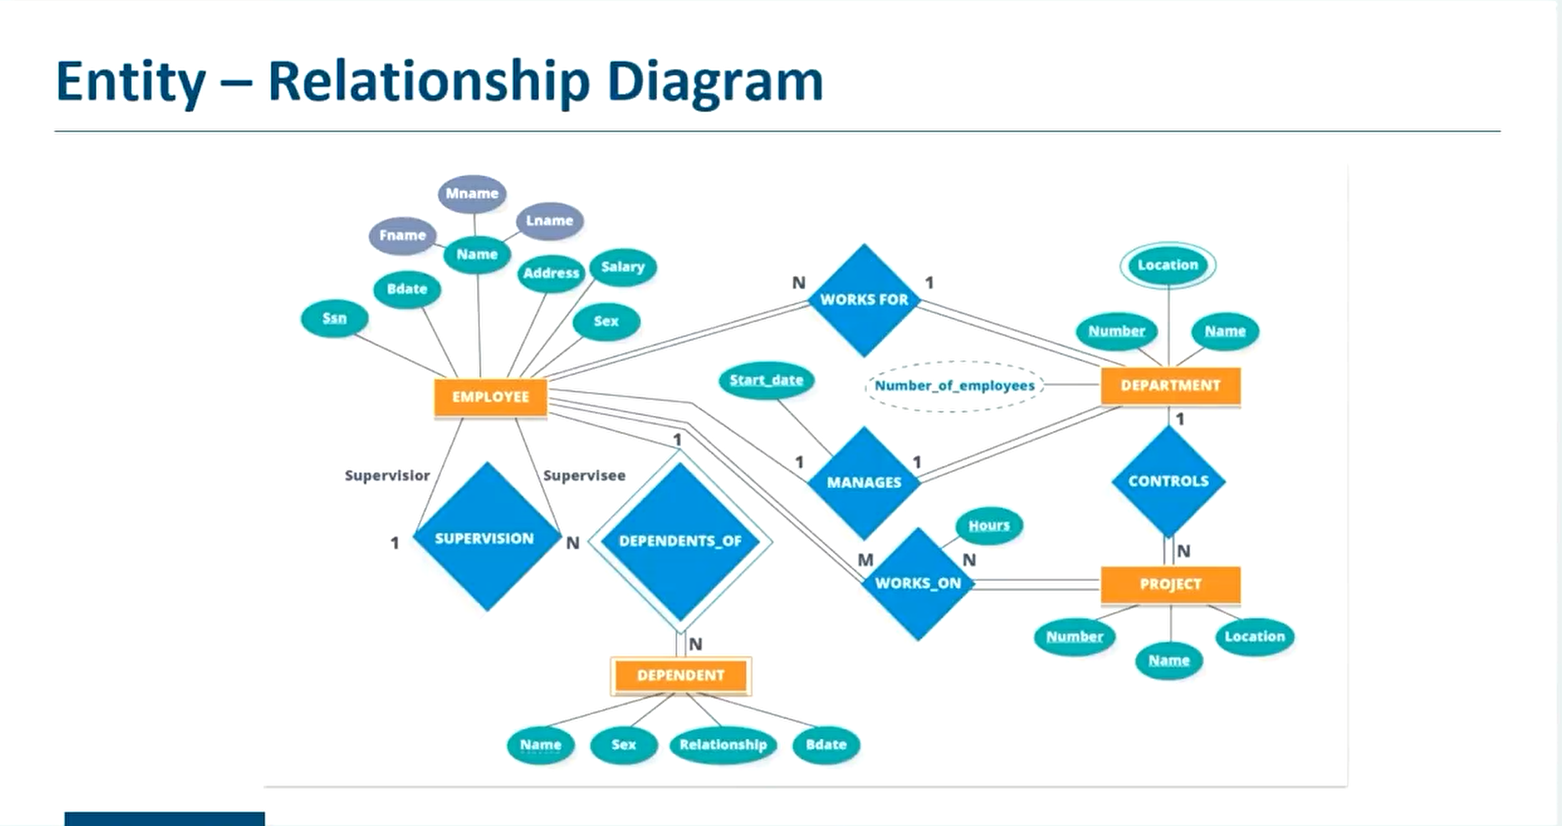 Entity – Relationship Diagram
Mname
Fname
Lname
Name
Address
Salary
Bdate
Ssn
Sex
EMPLOYEE
N
WORKS FOR
1
Location
Number
Name
Start_date
Number_of_employees
DEPARTMENT
1
MANAGES
1
1
CONTROLS
N
Supervisior
Supervisee
1
SUPERVISION
N
1
DEPENDENTS_OF
N
M
WORKS_ON
N
Hours
PROJECT
Number
Name
Location
DEPENDENT
Name
Sex
Relationship
Bdate